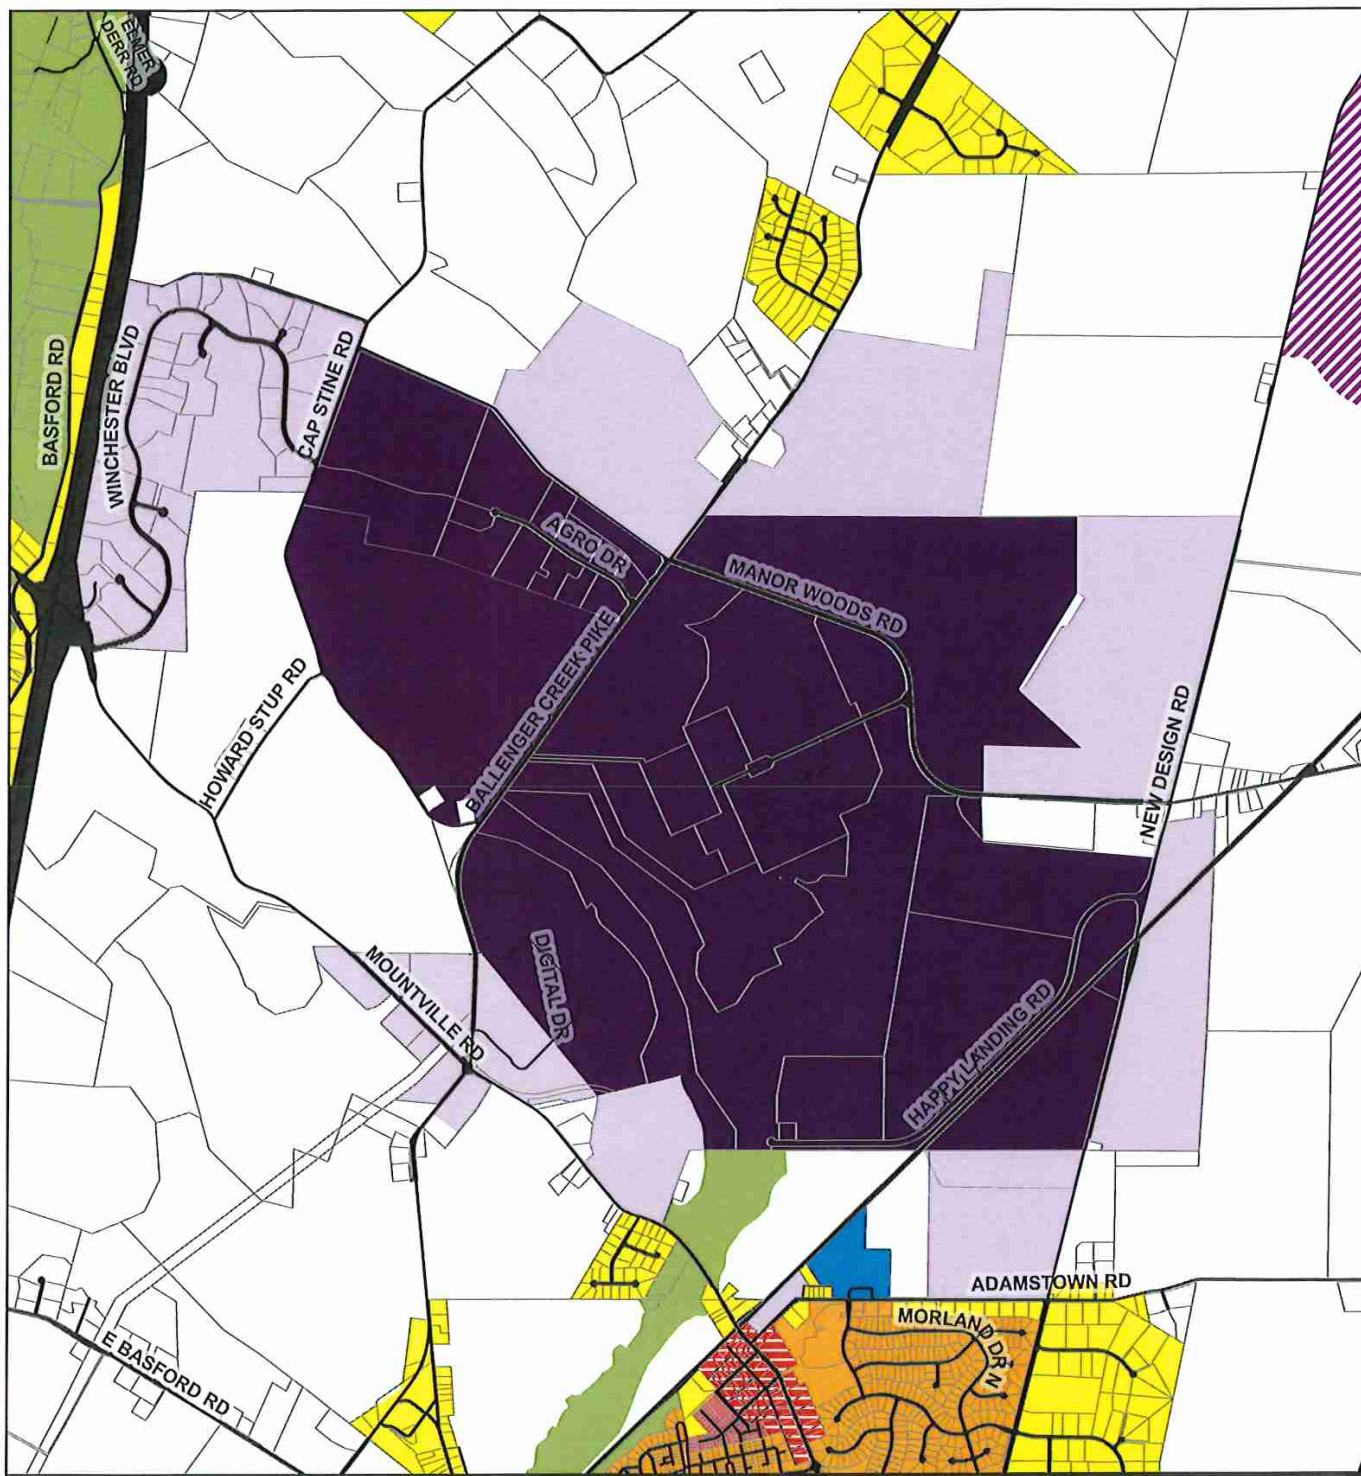 ELMER
DERR RD
BASFORD RD
WINCHESTER BLVD
CAP STINE RD
AGRO DR
MANOR WOODS RD
BALLENGER CREEK PIKE
HOWARD STUP RD
NEW DESIGN RD
DIGITAL DR
MOUNTVILLE RD
HAPPY LANDING RD
ADAMSTOWN RD
MORLAND DR N
E BASFORD RD